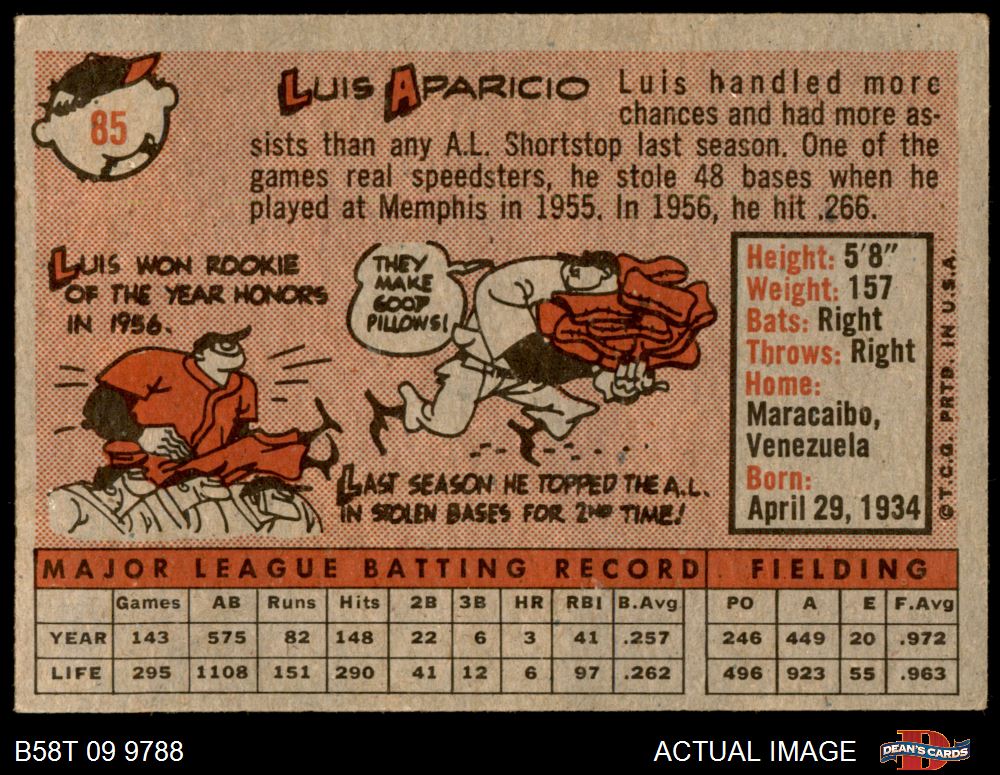 85
LUIS APARICIO
Luis handled more
chances and had more as-
sists than any A.L. Shortstop last season. One of the
games real speedsters, he stole 48 bases when he
played at Memphis in 1955. In 1956, he hit .266.
LUIS WON ROOKIE
OF THE YEAR HONORS
IN 1956.
THEY
MAKE
GOOD
PILLOWS!
LAST SEASON HE TOPPED THE A.L.
IN STOLEN BASES FOR 2ND TIME!
Height: 5'8"
Weight: 157
Bats: Right
Throws: Right
Home:
Maracaibo,
Venezuela
Born:
April 29, 1934
© T.C.G. PRTD. IN U.S.A.
MAJOR LEAGUE BATTING RECORD FIELDING
Games AB Runs Hits 2B 3B HR RBI B.Avg PO A E F.Avg
YEAR 143 575 82 148 22 6 3 41 .257 246 449 20 .972
LIFE 295 1108 151 290 41 12 6 97 .262 496 923 55 .963
B58T 09 9788
ACTUAL IMAGE
D
DEAN'S CARDS